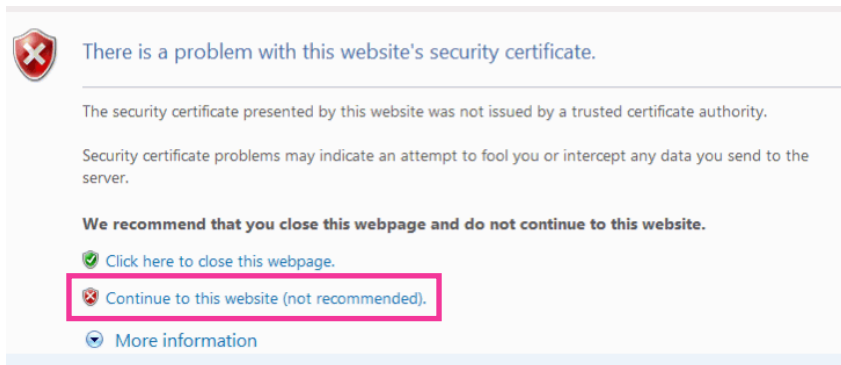 There is a problem with this website's security certificate.
The security certificate presented by this website was not issued by a trusted certificate authority.
Security certificate problems may indicate an attempt to fool you or intercept any data you send to the
server.
We recommend that you close this webpage and do not continue to this website.
Click here to close this webpage.
Continue to this website (not recommended).
More information